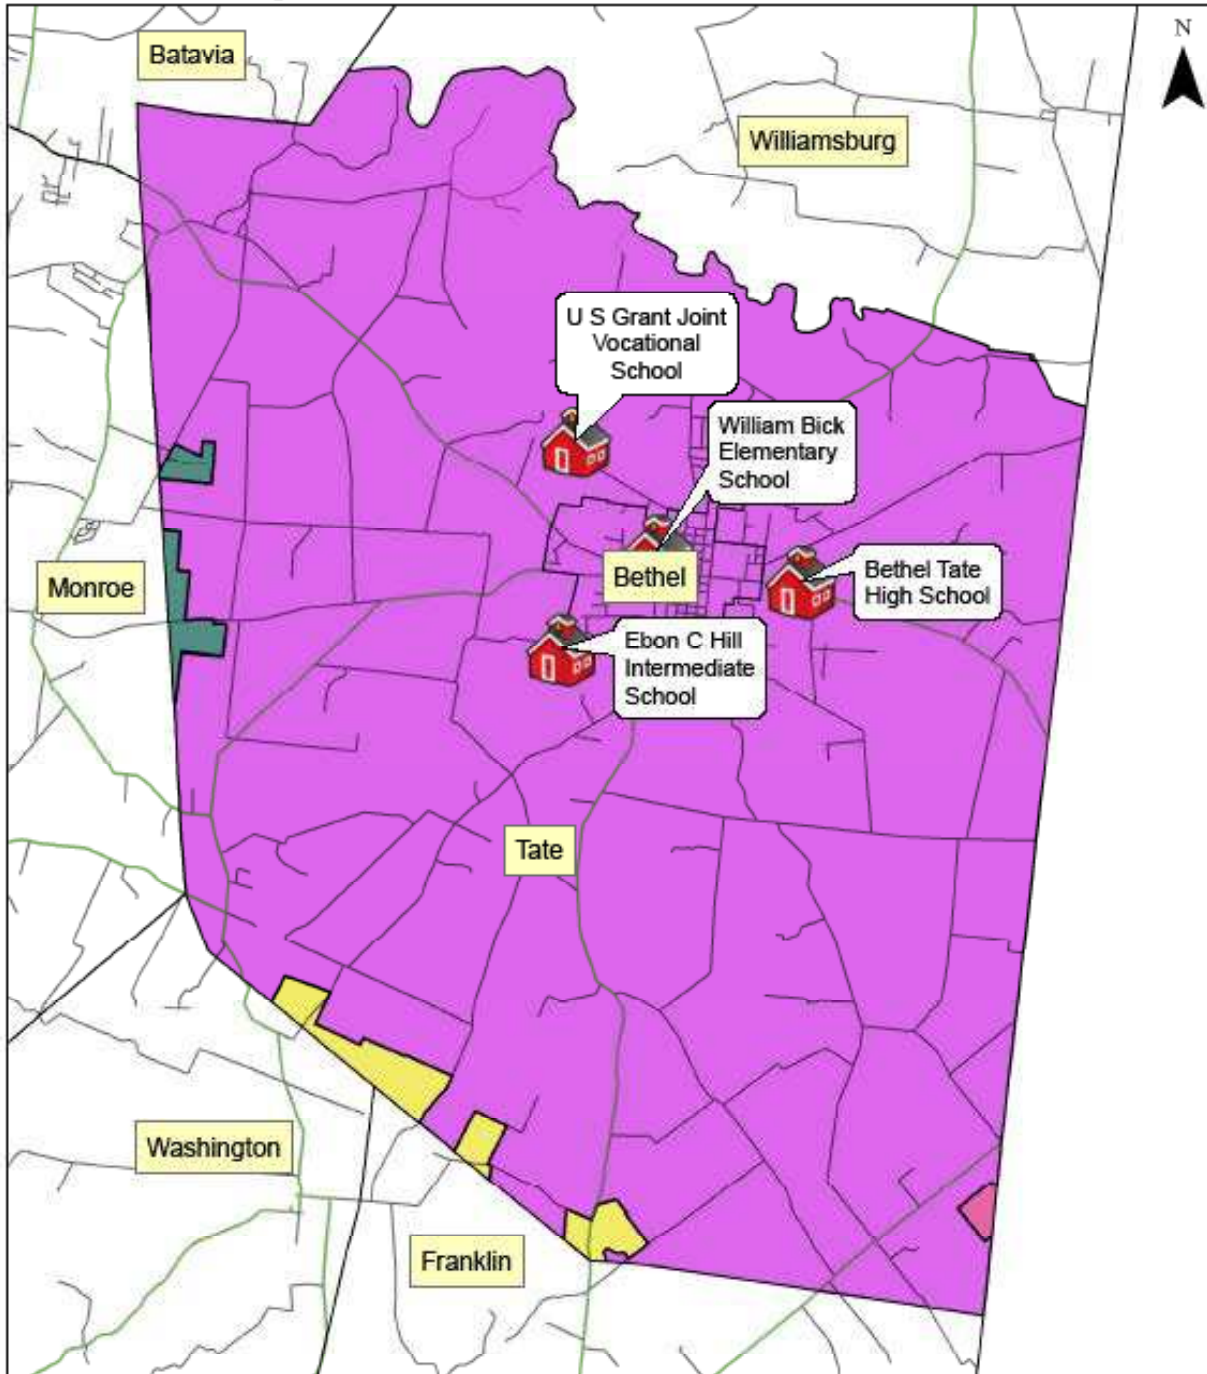 N
Batavia
Williamsburg
U S Grant Joint
Vocational
School
William Bick
Elementary
School
Monroe
Bethel
Bethel Tate
High School
Ebon C Hill
Intermediate
School
Tate
Washington
Franklin